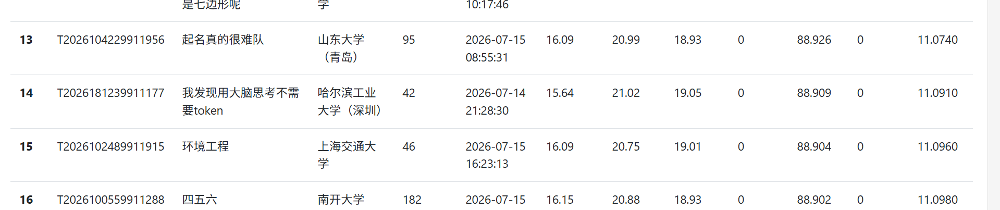 是七边形呢 学 10:17:46
13 T2026104229911956 起名真的很难队 山东大学 95 2026-07-15 16.09 20.99 18.93 0 88.926 0 11.0740
（青岛） 08:55:31
14 T2026181239911177 我发现用大脑思考不需 哈尔滨工业 42 2026-07-14 15.64 21.02 19.05 0 88.909 0 11.0910
要token 大学（深圳） 21:28:30
15 T2026102489911915 环境工程 上海交通大 46 2026-07-15 16.09 20.75 19.01 0 88.904 0 11.0960
学 16:23:13
16 T2026100559911288 四五六 南开大学 182 2026-07-15 16.15 20.88 18.93 0 88.902 0 11.0980